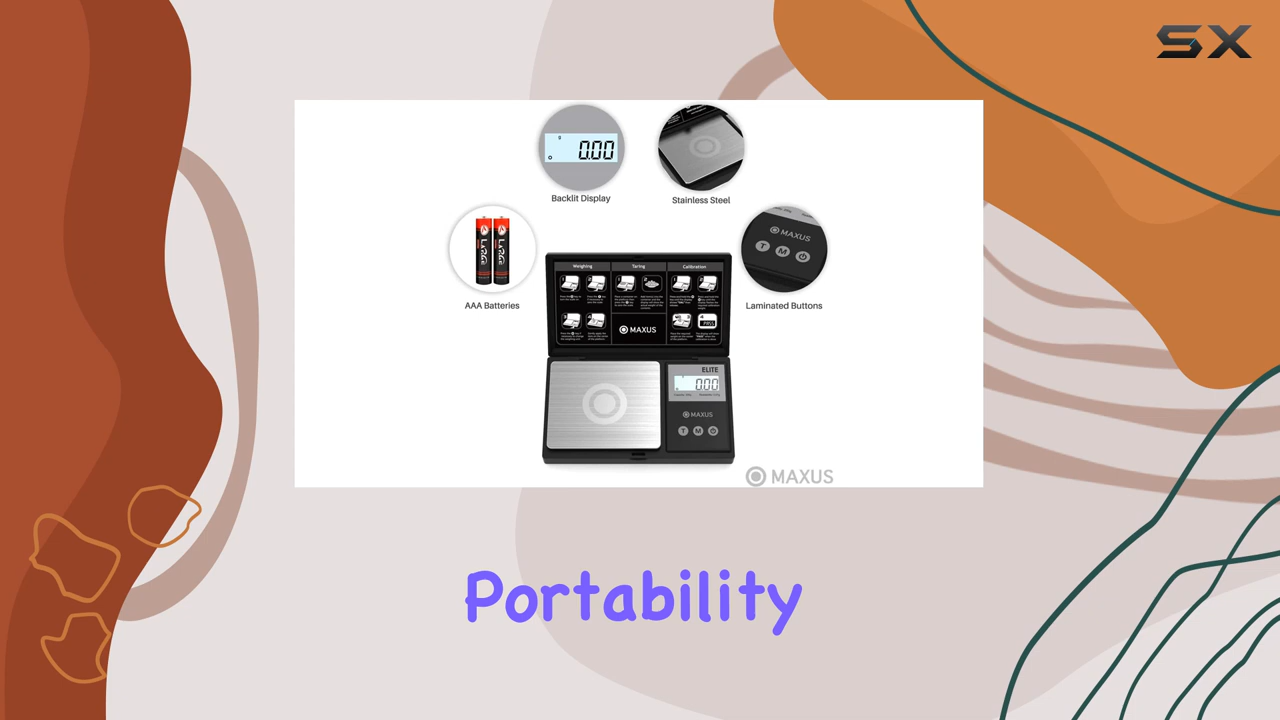 SX
0.00
Backlit Display
Stainless Steel
MAXUS
T M
AAA Batteries
Laminated Buttons
Weighing Taring Calibration
MAXUS
PASS
ELITE
0.00
MAXUS
T M
MAXUS
Portability